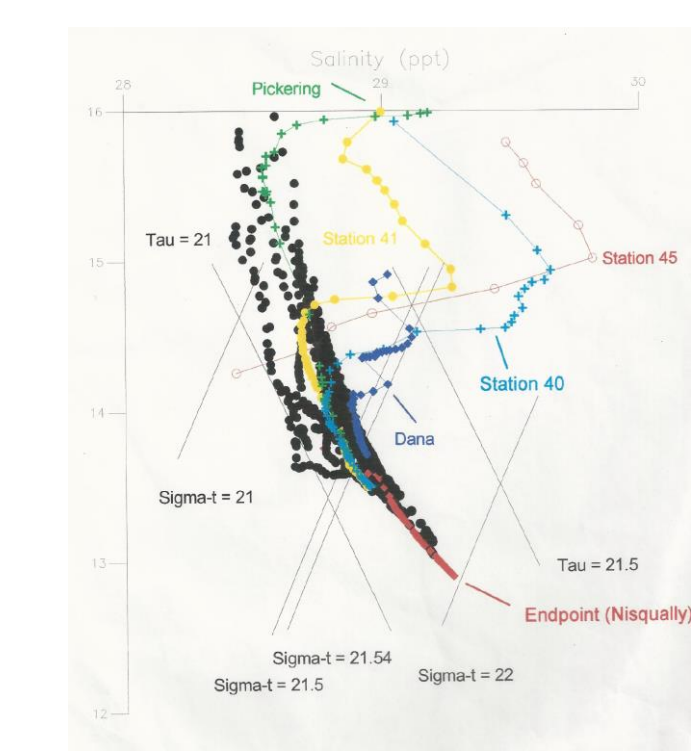 Salinity (ppt)
28 29 30
Pickering
16
Tau = 21
Station 41
15
Station 45
Station 40
14
Dana
Sigma-t = 21
13
Tau = 21.5
Endpoint (Nisqually)
Sigma-t = 21.54
Sigma-t = 22
Sigma-t = 21.5
12